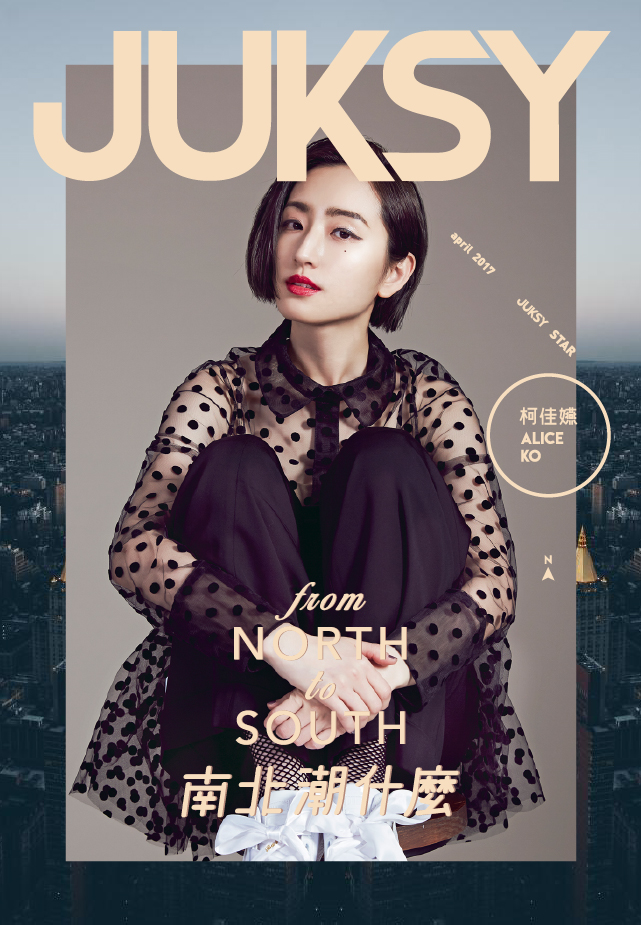 JUKSY
april 2017
JUKSY STAR
柯佳嬿
ALICE
KO
N
from
NORTH
to
SOUTH
南北潮什麼